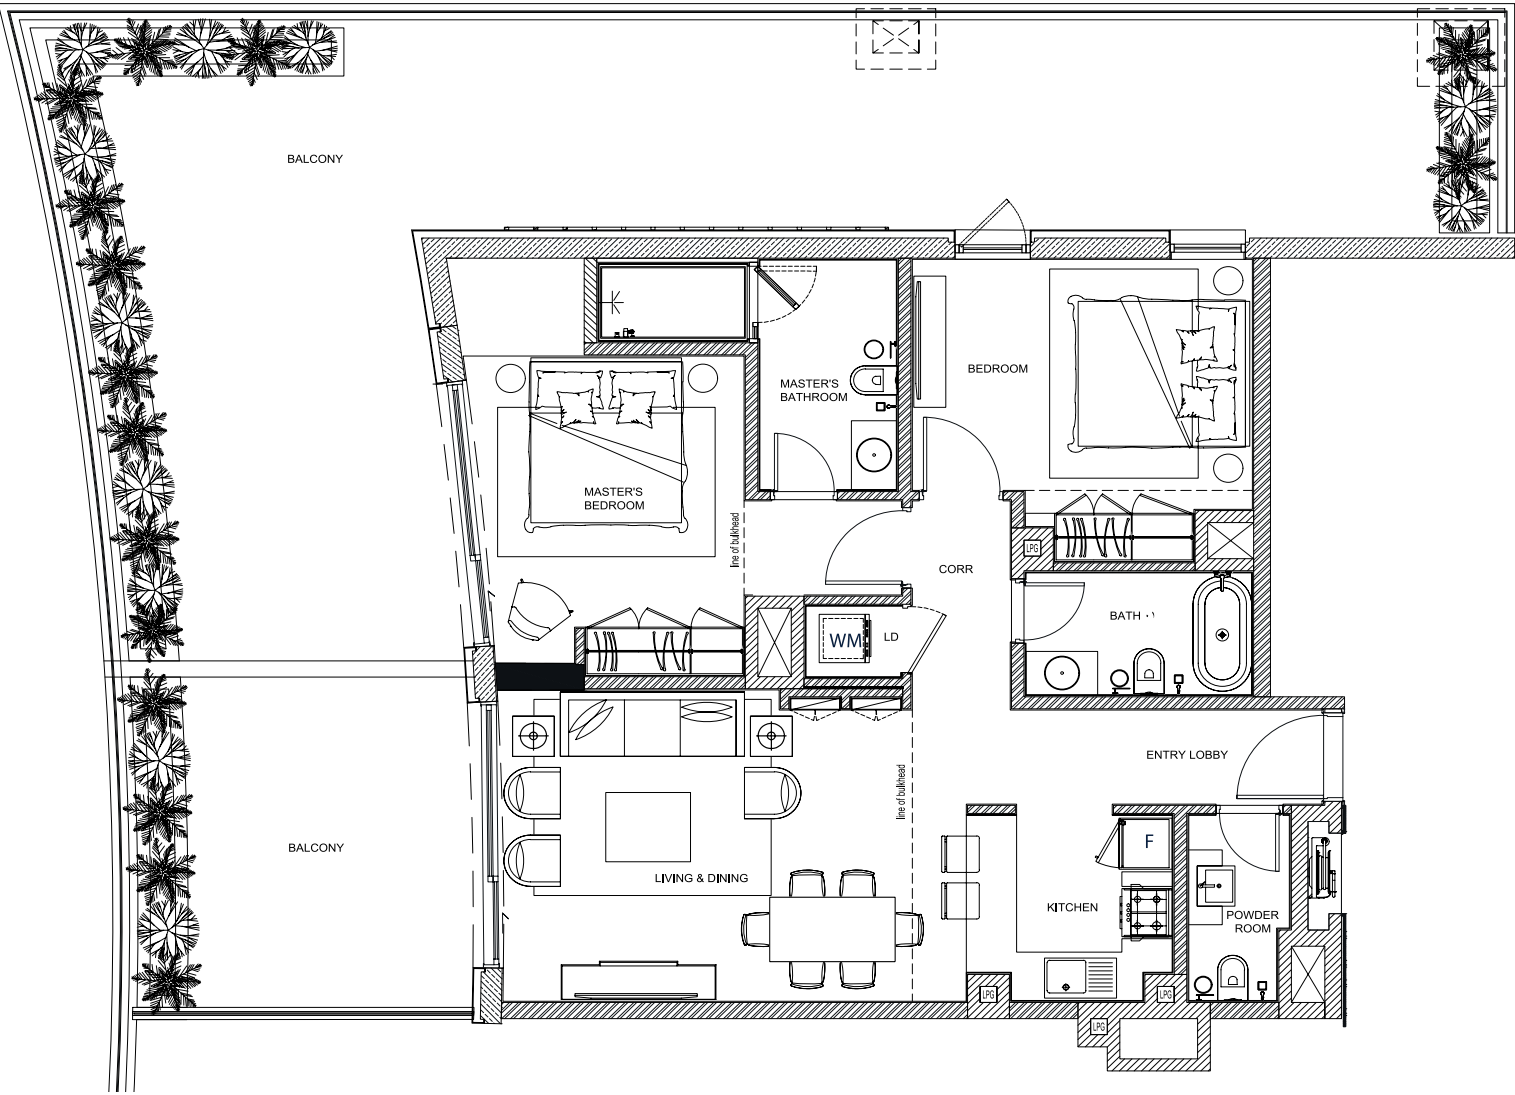 BALCONY
BEDROOM
MASTER'S
BATHROOM
MASTER'S
BEDROOM
line of bulkhead
LPG
CORR
BATH
WM
LD
ENTRY LOBBY
line of bulkhead
F
BALCONY
LIVING & DINING
KITCHEN
POWDER
ROOM
LPG
LPG
LPG